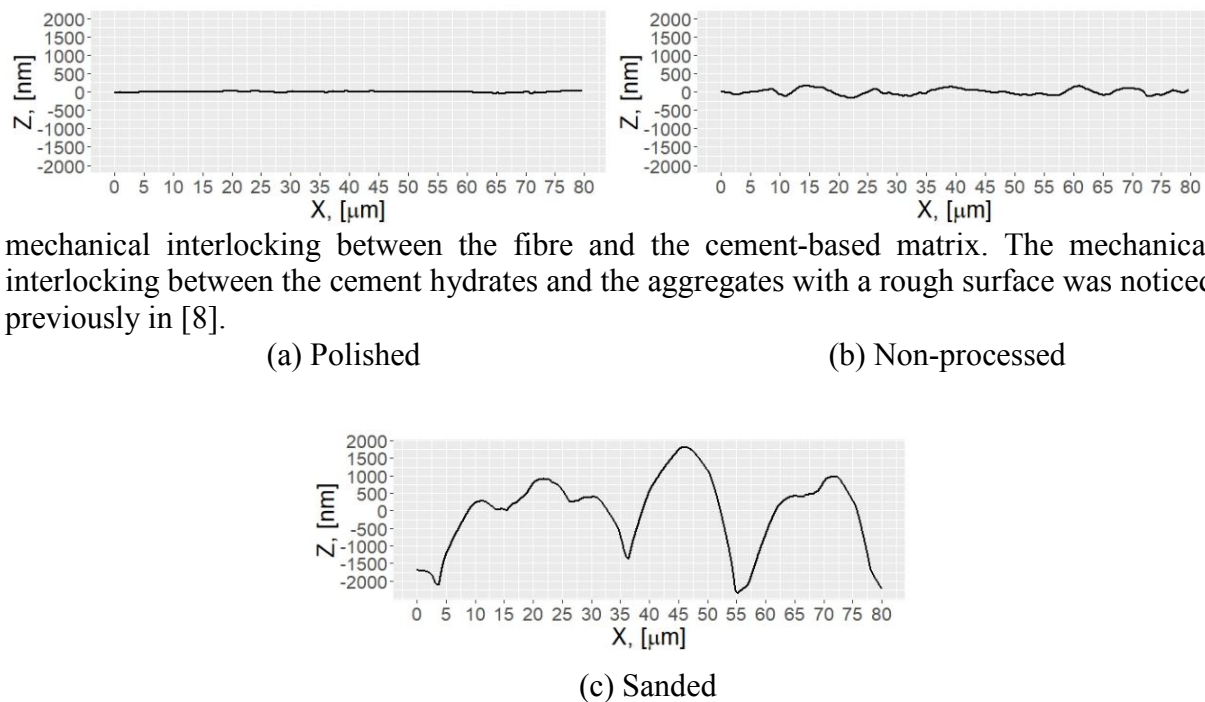 2000
1500
1000
500
0
-500
-1000
-1500
-2000
Z, [nm]
0 5 10 15 20 25 30 35 40 45 50 55 60 65 70 75 80
X, [μm]
2000
1500
1000
500
0
-500
-1000
-1500
-2000
Z, [nm]
0 5 10 15 20 25 30 35 40 45 50 55 60 65 70 75 80
X, [μm]
mechanical interlocking between the fibre and the cement-based matrix. The mechanical
interlocking between the cement hydrates and the aggregates with a rough surface was noticed
previously in [8].
(a) Polished
(b) Non-processed
2000
1500
1000
500
0
-500
-1000
-1500
-2000
Z, [nm]
0 5 10 15 20 25 30 35 40 45 50 55 60 65 70 75 80
X, [μm]
(c) Sanded